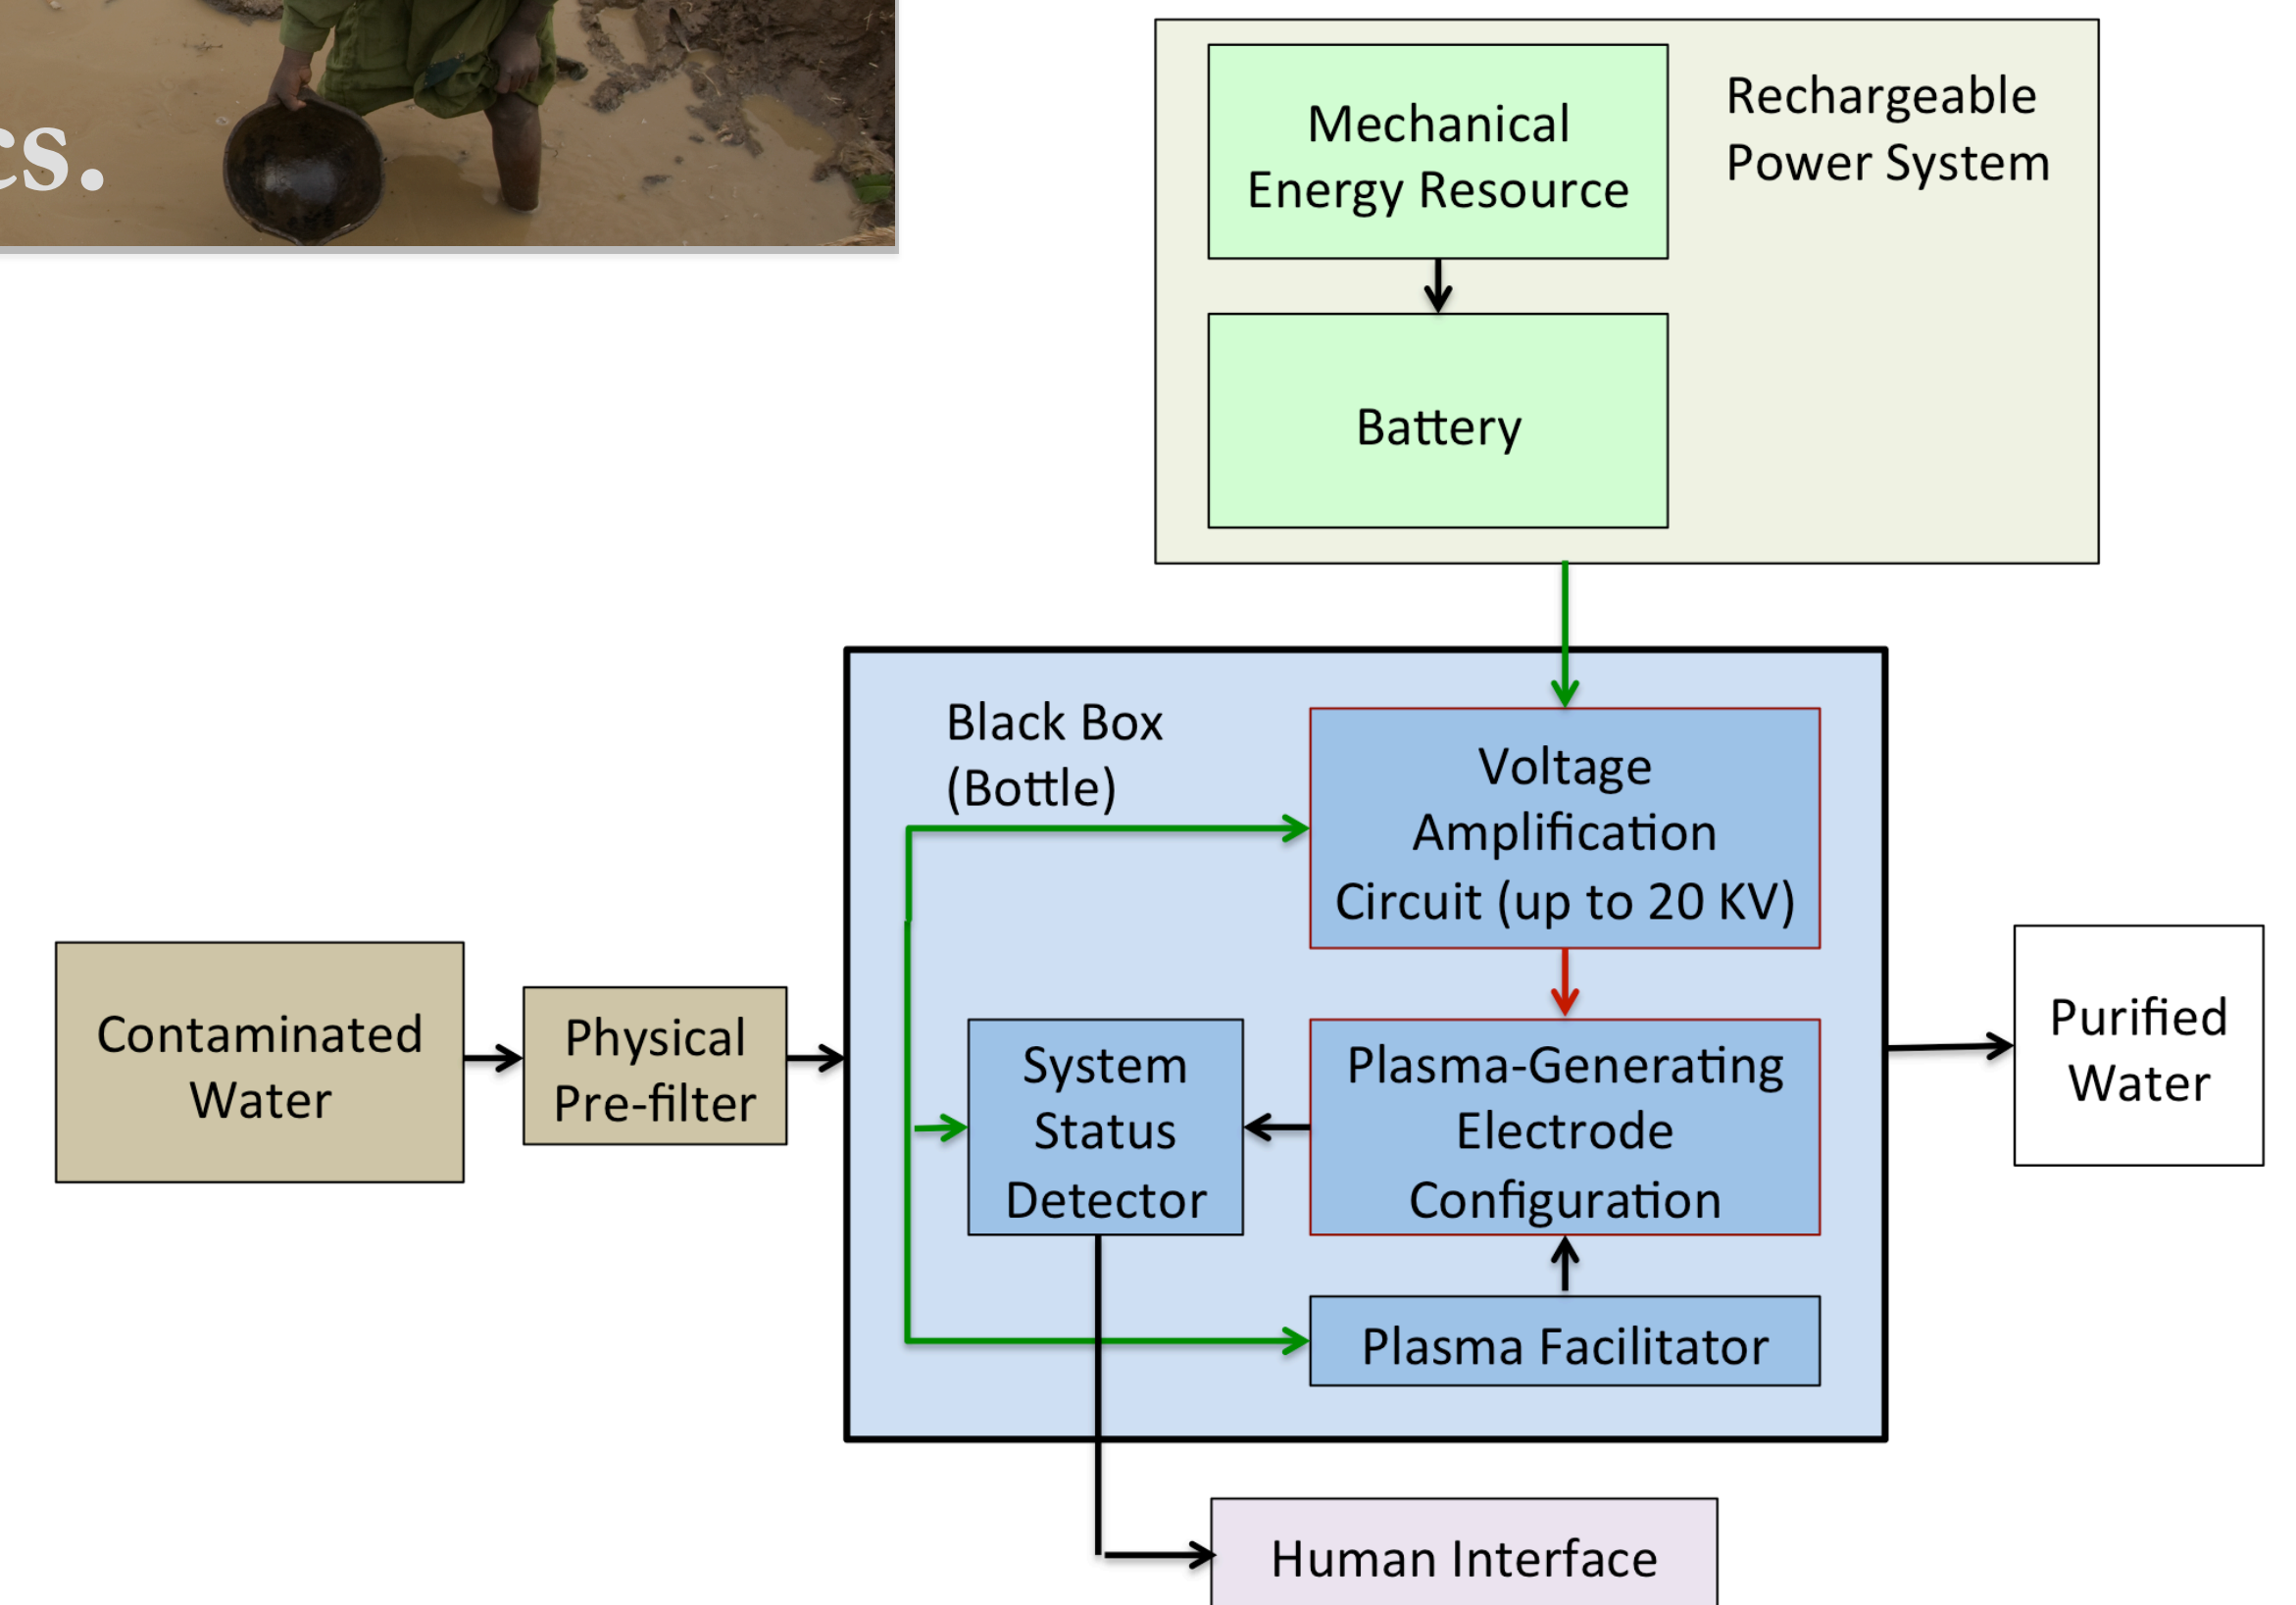 cs.
Mechanical
Energy Resource
Rechargeable
Power System
Battery
Black Box
(Bottle)
Voltage
Amplification
Circuit (up to 20 KV)
Contaminated
Water
Physical
Pre-filter
System
Status
Detector
Plasma-Generating
Electrode
Configuration
Purified
Water
Plasma Facilitator
Human Interface